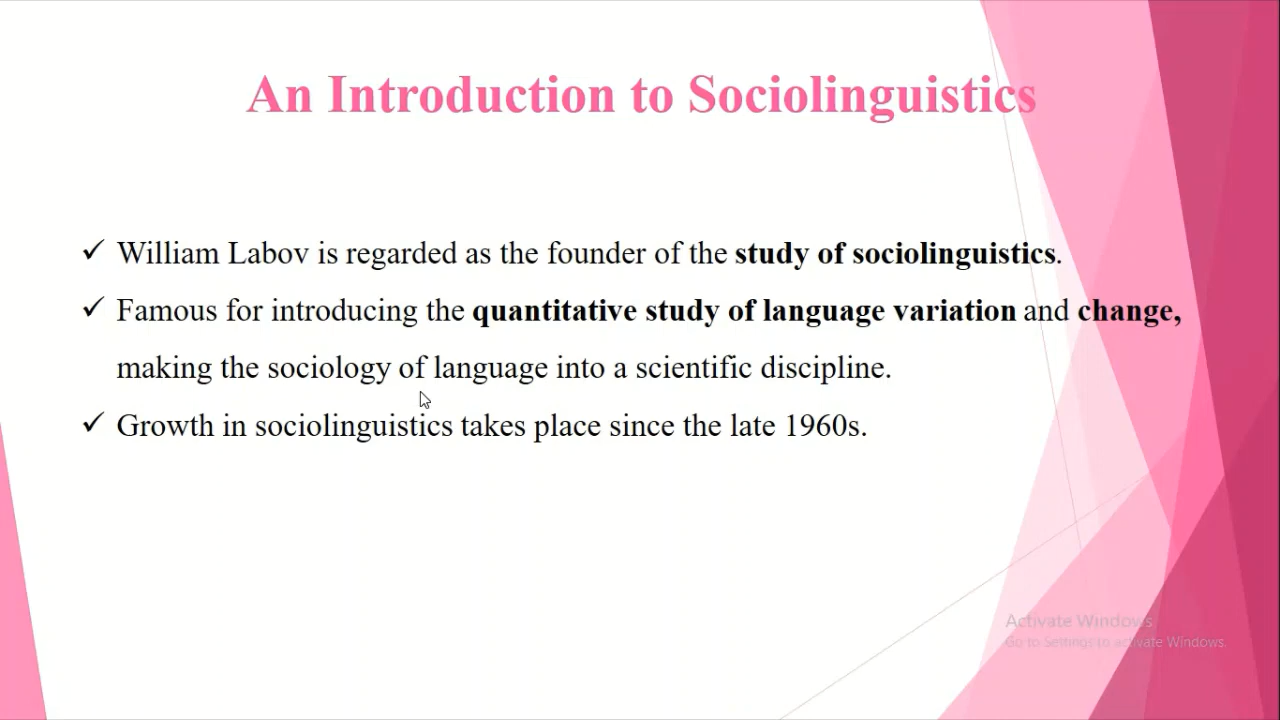 An Introduction to Sociolinguistics
✓ William Labov is regarded as the founder of the study of sociolinguistics.
✓ Famous for introducing the quantitative study of language variation and change,
making the sociology of language into a scientific discipline.
✓ Growth in sociolinguistics takes place since the late 1960s.
Activate Windows
Go to Settings to activate Windows.